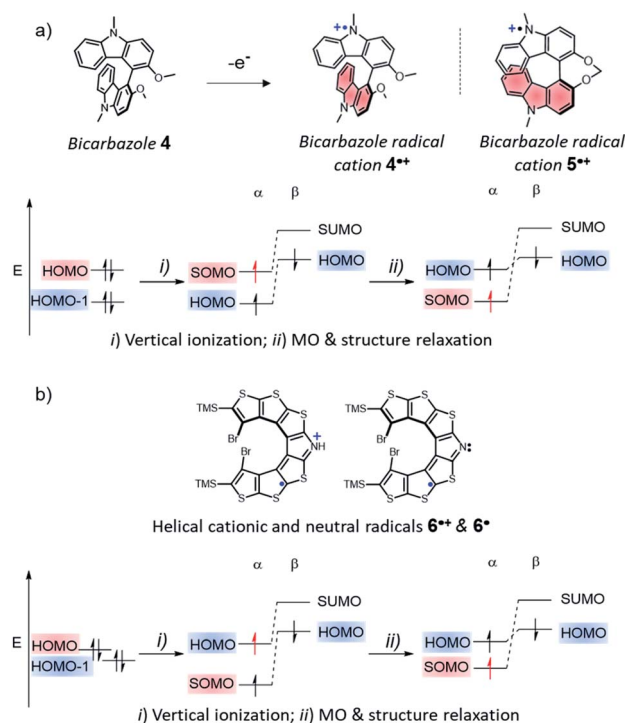 a)
N
O
O
N
Bicarbazole 4
-e-
+•
N
O
O
N
Bicarbazole radical
cation 4•+
+•
N
O
O
N
Bicarbazole radical
cation 5•+
E
HOMO
HOMO-1
i)
α β
SUMO
SOMO
HOMO
HOMO
ii)
α β
SUMO
HOMO
HOMO
SOMO
i) Vertical ionization; ii) MO & structure relaxation
b)
S S
S
TMS
Br
+
NH
Br
TMS
S
S S
S S
S
TMS
Br
N:
Br
TMS
S
S S
Helical cationic and neutral radicals 6•+ & 6•
E
HOMO
HOMO-1
i)
α β
SUMO
HOMO
HOMO
SOMO
ii)
α β
SUMO
HOMO
HOMO
SOMO
i) Vertical ionization; ii) MO & structure relaxation